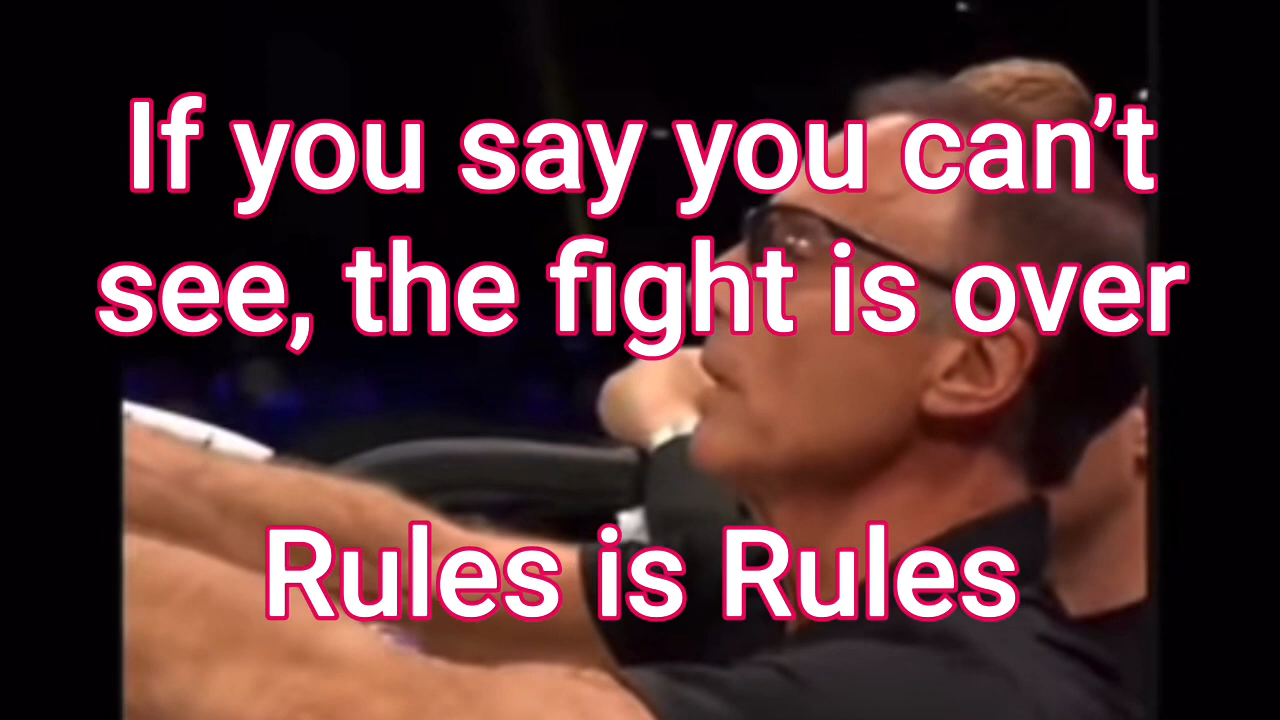 If you say you can’t
see, the fight is over
Rules is Rules